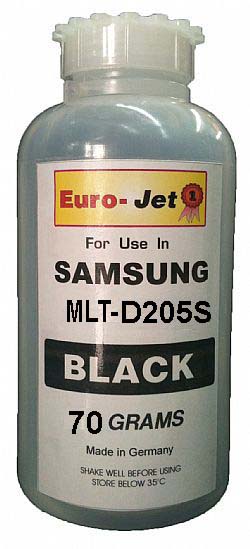 Euro-Jet 1
For Use In
SAMSUNG
MLT-D205S
BLACK
70 GRAMS
Made in Germany
SHAKE WELL BEFORE USING
STORE BELOW 35°C